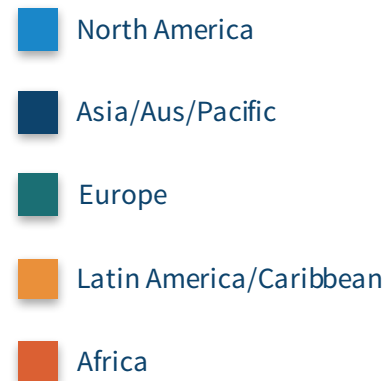 North America
Asia/Aus/Pacific
Europe
Latin America/Caribbean
Africa